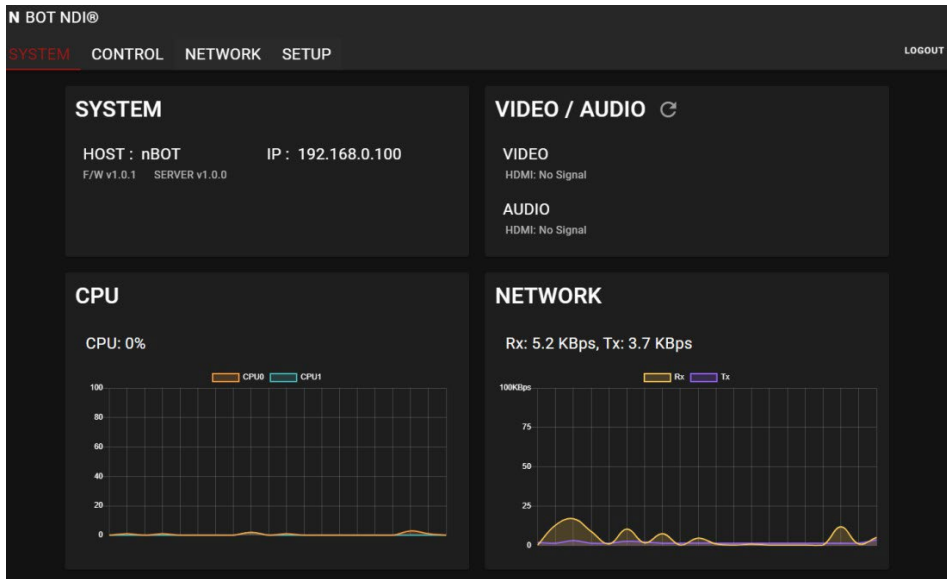 N BOT NDI®
SYSTEM CONTROL NETWORK SETUP LOGOUT
SYSTEM
HOST : nBOT IP : 192.168.0.100
F/W v1.0.1 SERVER v1.0.0
VIDEO / AUDIO
VIDEO
HDMI: No Signal
AUDIO
HDMI: No Signal
CPU
CPU: 0%
CPU0 CPU1
100
80
60
40
20
0
NETWORK
Rx: 5.2 KBps, Tx: 3.7 KBps
Rx Tx
100KBps
75
50
25
0